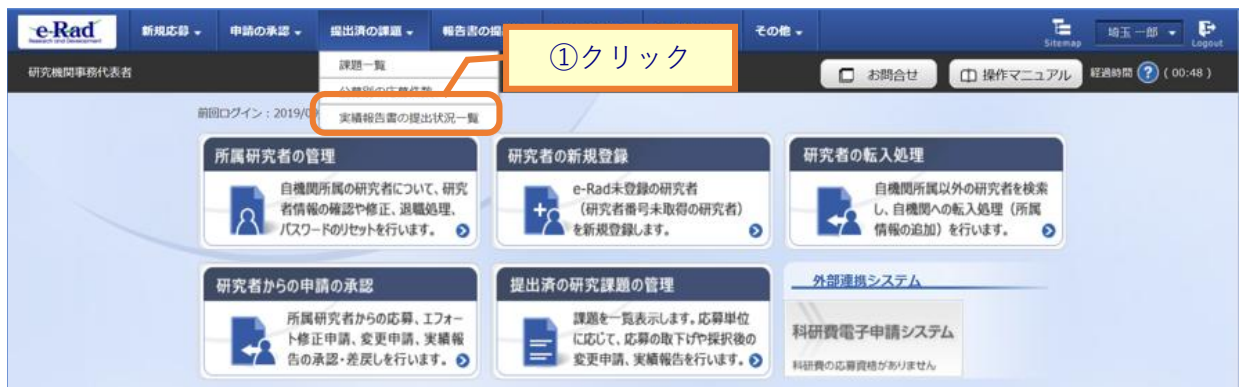 e-Rad
新規応募
申請の承認
提出済の課題
その他
Sitemap
埼玉 一郎
Logout
①クリック
研究機関事務代表者
課題一覧
お問合せ
操作マニュアル
経過時間 ? ( 00:48 )
前回ログイン：2019/0
実績報告書の提出状況一覧
所属研究者の管理
自機関所属の研究者について、研究
者情報の確認や修正、退職処理、
パスワードのリセットを行います。
研究者の新規登録
e-Rad未登録の研究者
（研究者番号未取得の研究者）
を新規登録します。
研究者の転入処理
自機関所属以外の研究者を検索
し、自機関への転入処理（所属
情報の追加）を行います。
研究者からの申請の承認
所属研究者からの応募、エフォー
ト修正申請、変更申請、実績報
告の承認・差戻しを行います。
提出済の研究課題の管理
課題を一覧表示します。応募単位
に応じて、応募の取下げや採択後の
変更申請、実績報告を行います。
外部連携システム
科研費電子申請システム
科研費の応募資格がありません